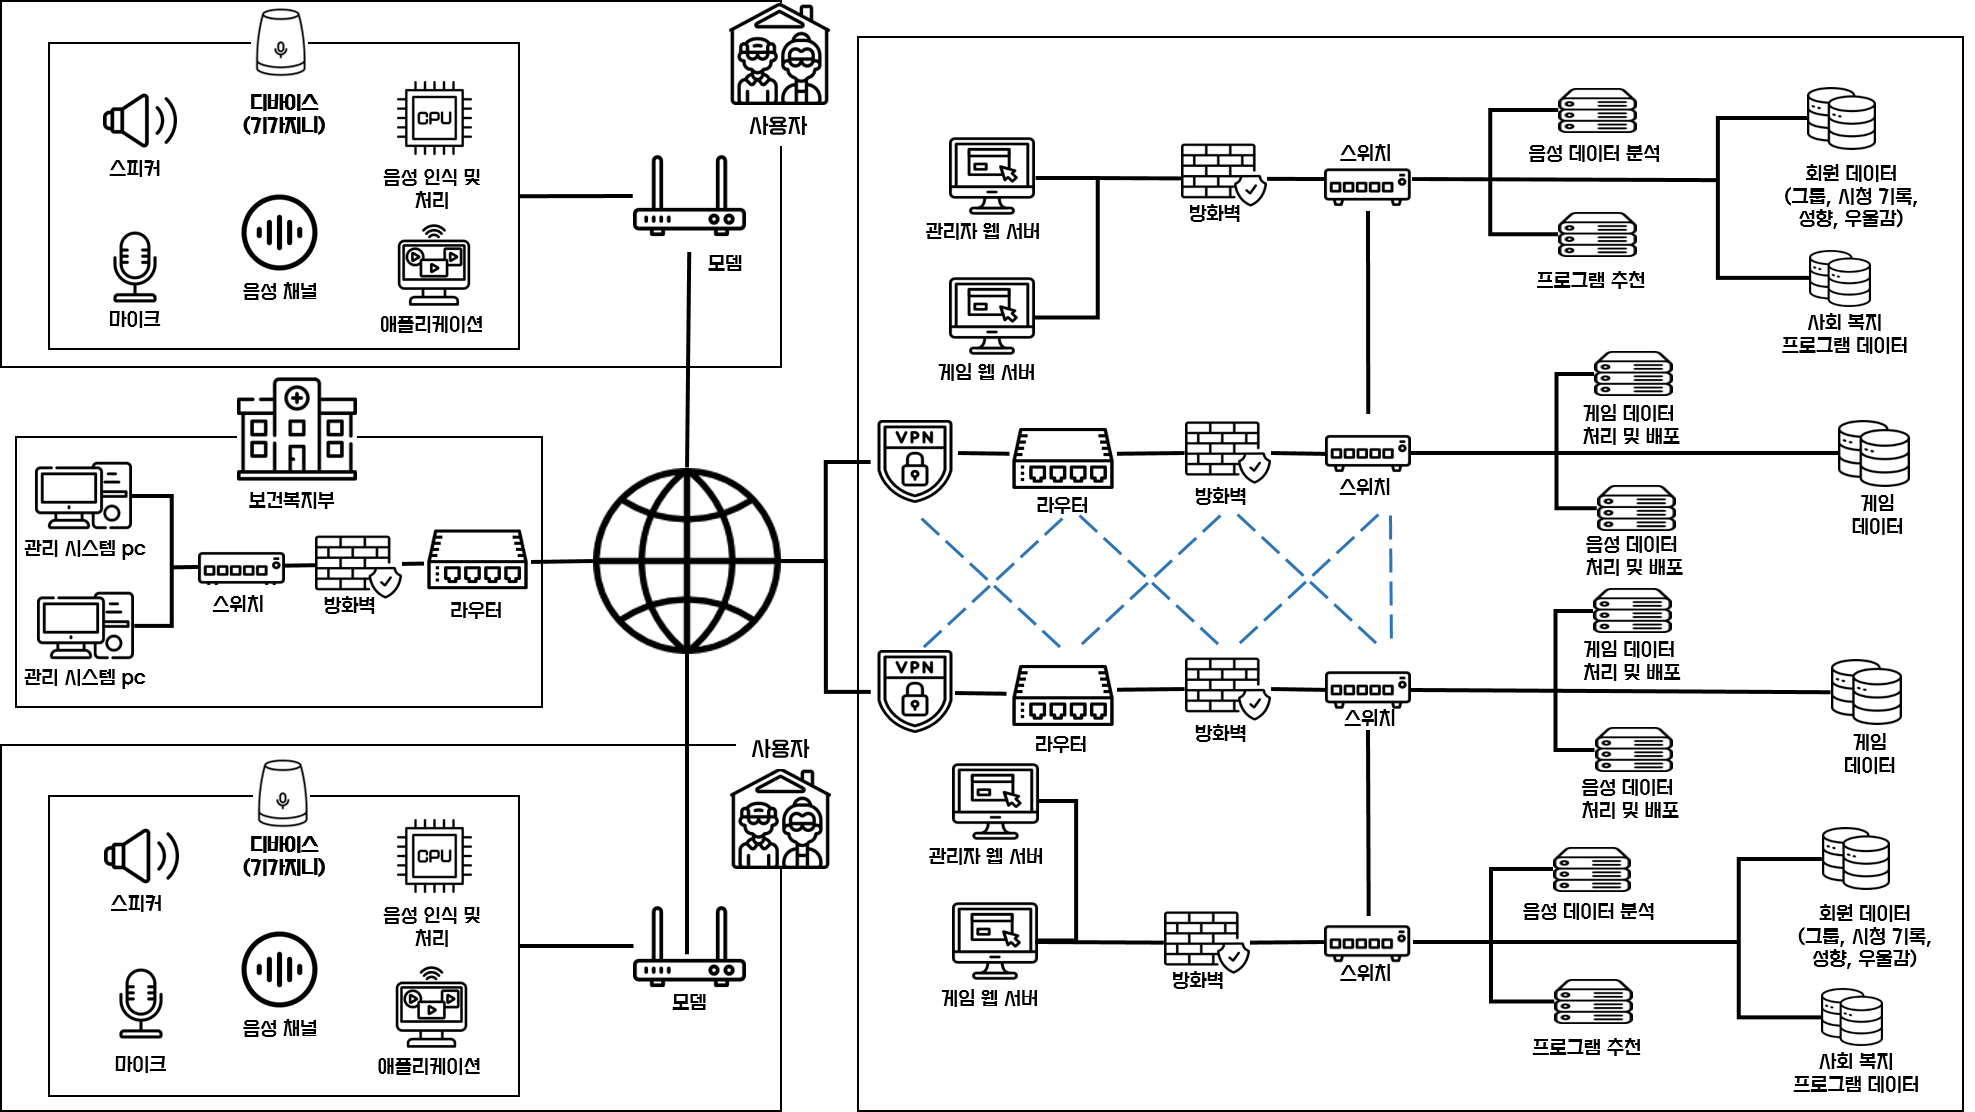 디바이스
(기가지니)
스피커
CPU
음성 인식 및
처리
마이크
음성 채널
애플리케이션
사용자
모뎀
보건복지부
관리 시스템 pc
관리 시스템 pc
스위치
방화벽
라우터
디바이스
(기가지니)
스피커
CPU
음성 인식 및
처리
마이크
음성 채널
애플리케이션
사용자
모뎀
관리자 웹 서버
게임 웹 서버
방화벽
스위치
음성 데이터 분석
프로그램 추천
회원 데이터
(그룹, 시청 기록,
성향, 우울감)
사회 복지
프로그램 데이터
VPN
라우터
방화벽
스위치
게임 데이터
처리 및 배포
음성 데이터
처리 및 배포
게임
데이터
VPN
라우터
방화벽
스위치
게임 데이터
처리 및 배포
음성 데이터
처리 및 배포
게임
데이터
관리자 웹 서버
게임 웹 서버
방화벽
스위치
음성 데이터 분석
프로그램 추천
회원 데이터
(그룹, 시청 기록,
성향, 우울감)
사회 복지
프로그램 데이터